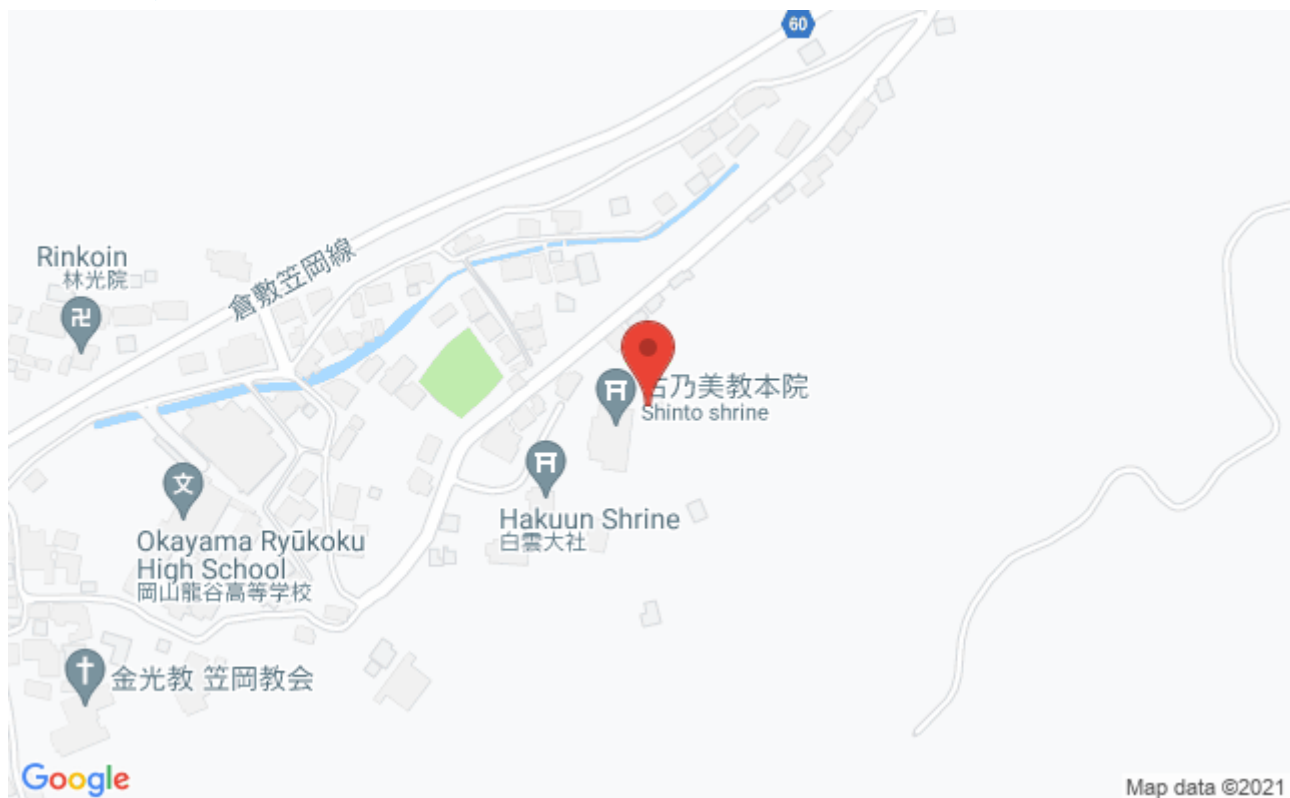 60
Rinkoin
林光院
倉敷笠岡線
卍
乃美教本院
Shinto shrine
文
Okayama Ryūkoku
High School
岡山龍谷高等学校
Hakuun Shrine
白雲大社
金光教 笠岡教会
Google
Map data ©2021